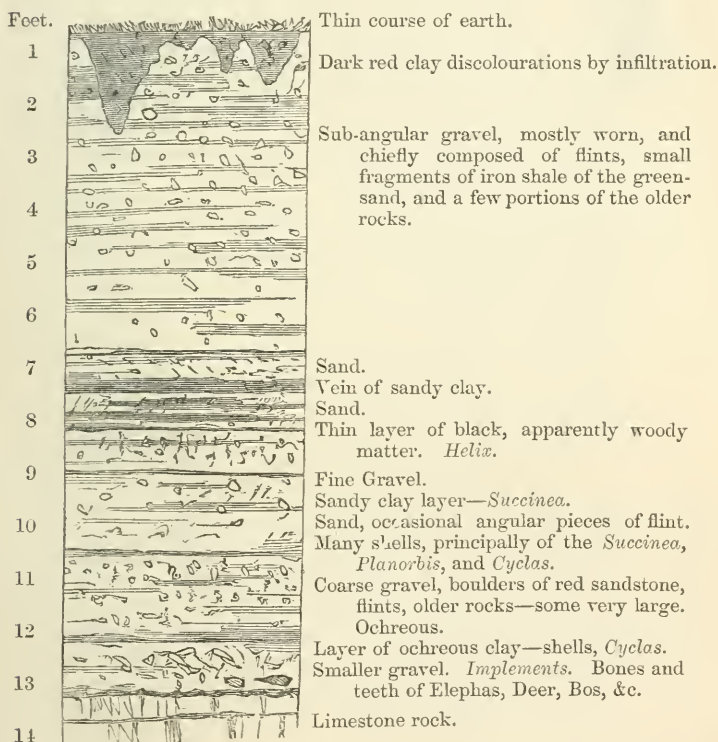 Feet.
Thin course of earth.
1
Dark red clay discolourations by infiltration.
2
Sub-angular gravel, mostly worn, and
3
chiefly composed of flints, small
fragments of iron shale of the green-
sand, and a few portions of the older
4
rocks.
5
6
7
Sand.
Vein of sandy clay.
Sand.
8
Thin layer of black, apparently woody
matter. Helix.
9
Fine Gravel.
Sandy clay layer—Succinea.
10
Sand, occasional angular pieces of flint.
Many shells, principally of the Succinea,
Planorbis, and Cyclas.
11
Coarse gravel, boulders of red sandstone,
flints, older rocks—some very large.
12
Ochreous.
Layer of ochreous clay—shells, Cyclas.
Smaller gravel. Implements. Bones and
13
teeth of Elephas, Deer, Bos, &c.
Limestone rock.
14